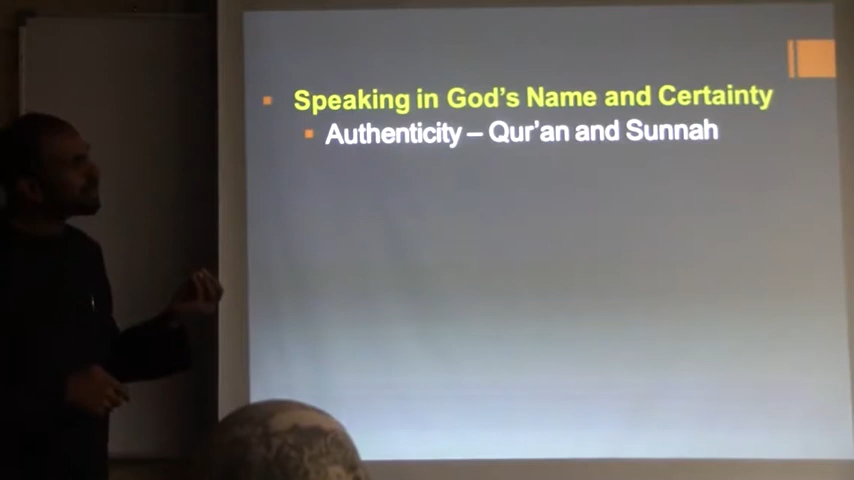 Speaking in God's Name and Certainty
Authenticity – Qur'an and Sunnah